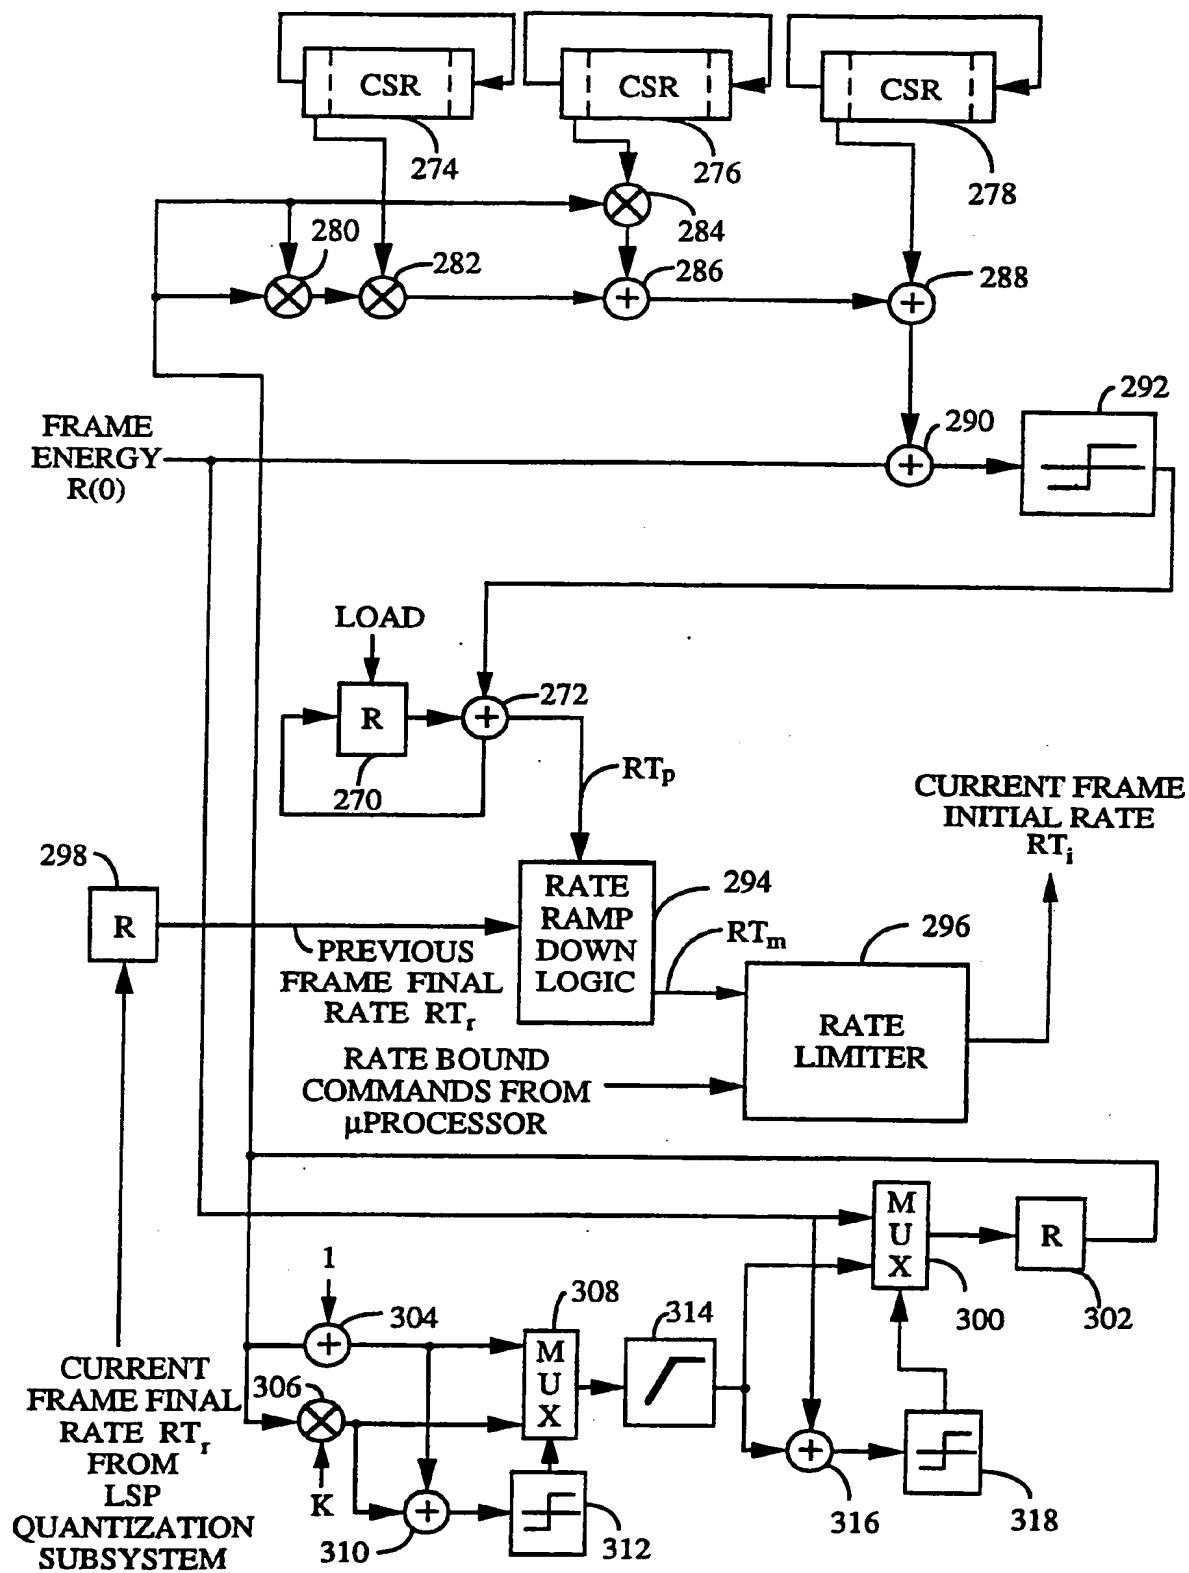 CSR
CSR
CSR
274
276
278
280
282
284
286
288
290
292
FRAME
ENERGY
R(0)
LOAD
R
270
272
RTp
CURRENT FRAME
INITIAL RATE
RTi
298
R
PREVIOUS
FRAME FINAL
RATE RTr
RATE
RAMP
DOWN
LOGIC
294
RTm
296
RATE
LIMITER
RATE BOUND
COMMANDS FROM
µPROCESSOR
MUX
300
R
302
1
+
304
306
K
MUX
308
310
312
314
316
318
CURRENT
FRAME FINAL
RATE RTr
FROM
LSP
QUANTIZATION
SUBSYSTEM